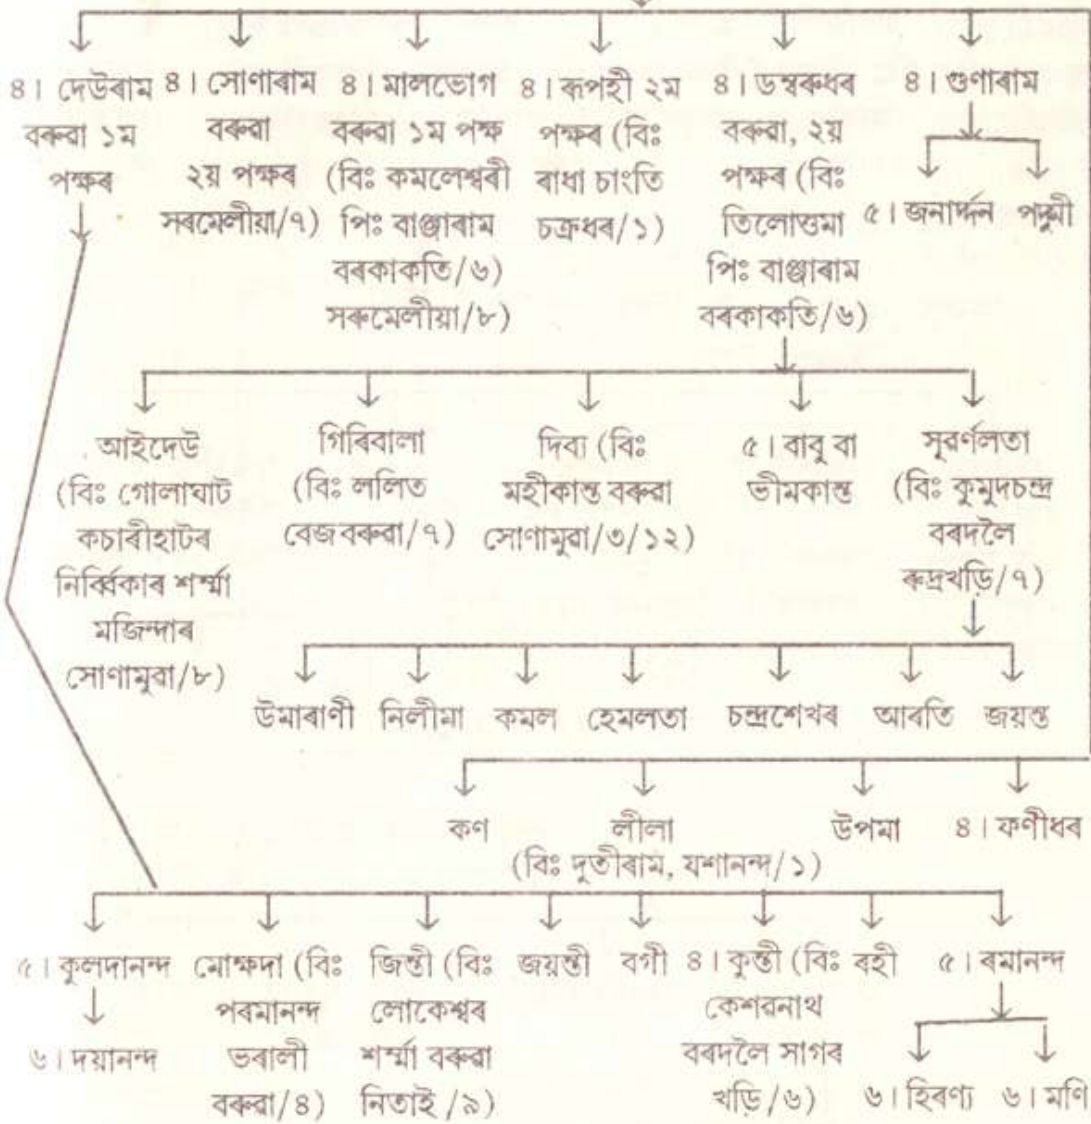 ৪। দেউৰাম ৪। সোণাৰাম ৪। মালভোগ ৪। ৰূপহী ২ম ৪। ডম্বৰুধৰ ৪। গুণাৰাম
বৰুৱা ১ম বৰুৱা বৰুৱা ১ম পক্ষ পক্ষৰ (বিঃ বৰুৱা, ২য়
পক্ষৰ ২য় পক্ষৰ (বিঃ কমলেশ্বৰী ৰাধা চাংতি পক্ষৰ (বিঃ
সৰমেলীয়া/৭) পিঃ বাঞ্ছাৰাম চক্ৰধৰ/১) তিলোত্তমা ৫। জনাৰ্দ্দন পদুমী
বৰকাকতি/৬) পিঃ বাঞ্ছাৰাম
সৰুমেলীয়া/৮) বৰকাকতি/৬)
আইদেউ গিৰিবালা দিব্য (বিঃ ৫। বাবু বা সূৱৰ্ণলতা
(বিঃ গোলাঘাট (বিঃ ললিত মহীকান্ত বৰুৱা ভীমকান্ত (বিঃ কুমুদচন্দ্ৰ
কচাৰীহাটৰ বেজবৰুৱা/৭) সোণামুৱা/৩/১২) বৰদলৈ
নিৰ্ব্বিকাৰ শৰ্ম্মা ৰুদ্ৰখড়ি/৭)
মজিন্দাৰ
সোণামুৱা/৮)
উমাৰাণী নিলীমা কমল হেমলতা চন্দ্ৰশেখৰ আৰতি জয়ন্ত
কণ লীলা উপমা ৪। ফণীধৰ
(বিঃ দুতীৰাম, যশানন্দ/১)
৫। কুলদানন্দ মোক্ষদা (বিঃ জিন্তী (বিঃ জয়ন্তী বগী ৪। কুন্তী (বিঃ ৰহী ৫। ৰমানন্দ
পৰমানন্দ লোকেশ্বৰ কেশৱনাথ
৬। দয়ানন্দ ভৰালী শৰ্ম্মা বৰুৱা বৰদলৈ সাগৰ
বৰুৱা/৪) নিতাই/৯) খড়ি/৬) ৬। হিৰণ্য ৬। মণি